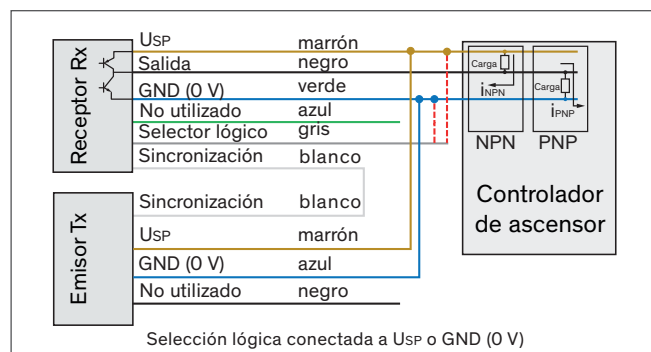 Receptor Rx
USP marrón
Salida negro
GND (0 V) verde
No utilizado azul
Selector lógico gris
Sincronización blanco
Carga
iNPN
Carga
iPNP
NPN PNP
Controlador
de ascensor
Emisor Tx
Sincronización blanco
USP marrón
GND (0 V) azul
No utilizado negro
Selección lógica conectada a USP o GND (0 V)